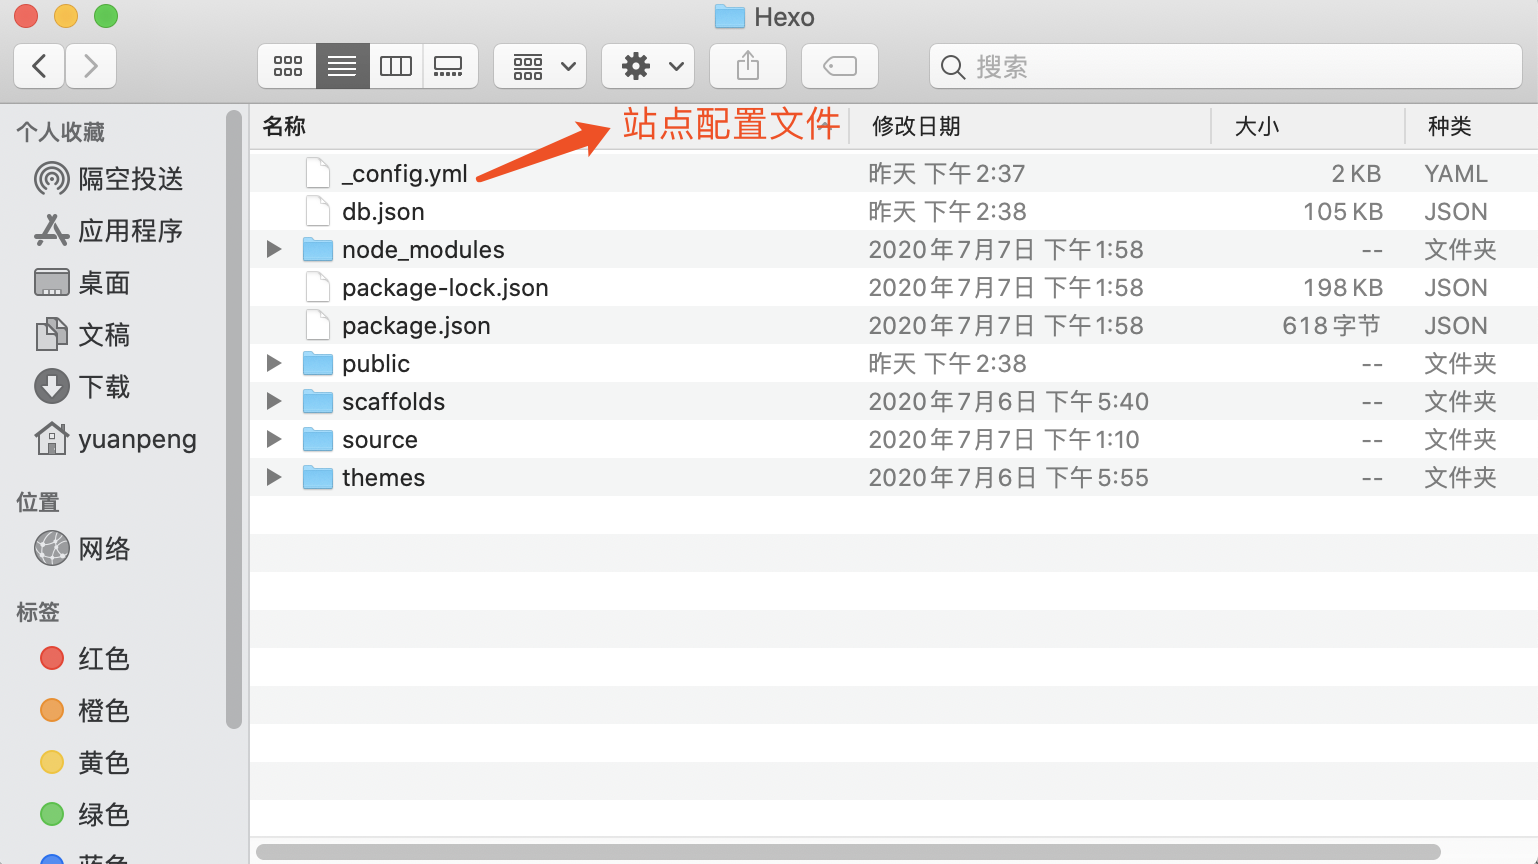 Hexo
搜索
个人收藏
隔空投送
应用程序
桌面
文稿
下载
yuanpeng
位置
网络
标签
红色
橙色
黄色
绿色
蓝色
站点配置文件
名称 修改日期 大小 种类
_config.yml 昨天 下午 2:37 2 KB YAML
db.json 昨天 下午 2:38 105 KB JSON
node_modules 2020年7月7日 下午 1:58 -- 文件夹
package-lock.json 2020年7月7日 下午 1:58 198 KB JSON
package.json 2020年7月7日 下午 1:58 618 字节 JSON
public 昨天 下午 2:38 -- 文件夹
scaffolds 2020年7月6日 下午 5:40 -- 文件夹
source 2020年7月7日 下午 1:10 -- 文件夹
themes 2020年7月6日 下午 5:55 -- 文件夹